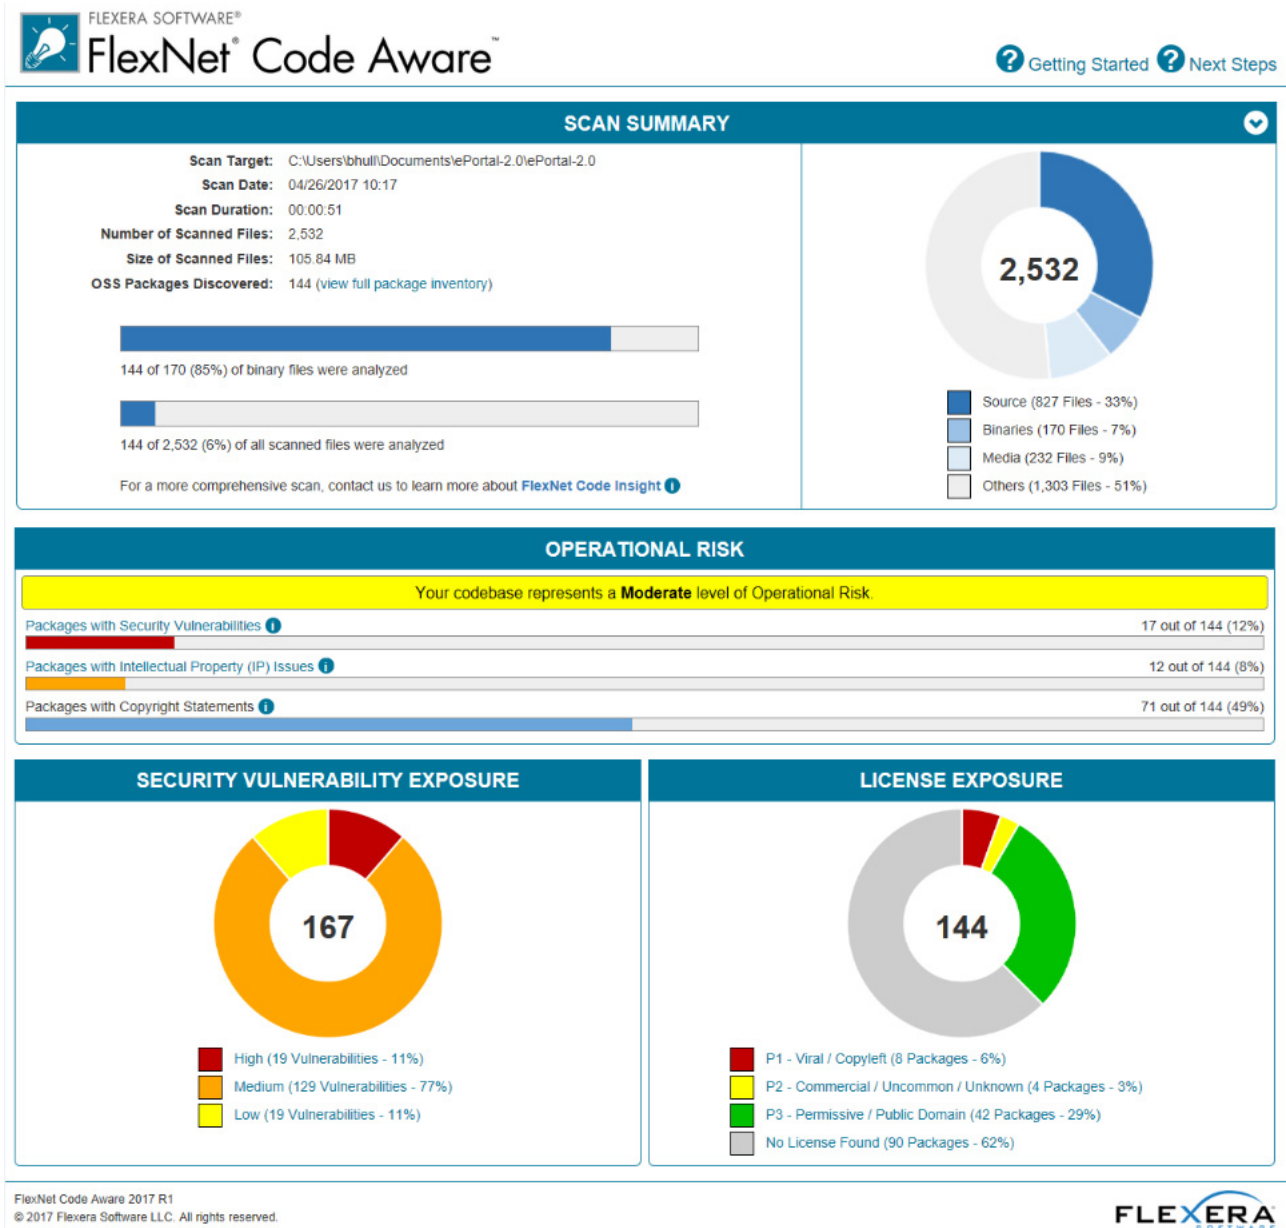 FLEXERA SOFTWARE®
FlexNet® Code Aware™
Getting Started Next Steps
SCAN SUMMARY
Scan Target: C:\Users\bhull\Documents\ePortal-2.0\ePortal-2.0
Scan Date: 04/26/2017 10:17
Scan Duration: 00:00:51
Number of Scanned Files: 2,532
Size of Scanned Files: 105.84 MB
OSS Packages Discovered: 144 (view full package inventory)
144 of 170 (85%) of binary files were analyzed
144 of 2,532 (6%) of all scanned files were analyzed
For a more comprehensive scan, contact us to learn more about FlexNet Code Insight
2,532
Source (827 Files - 33%)
Binaries (170 Files - 7%)
Media (232 Files - 9%)
Others (1,303 Files - 51%)
OPERATIONAL RISK
Your codebase represents a Moderate level of Operational Risk.
Packages with Security Vulnerabilities 17 out of 144 (12%)
Packages with Intellectual Property (IP) Issues 12 out of 144 (8%)
Packages with Copyright Statements 71 out of 144 (49%)
SECURITY VULNERABILITY EXPOSURE
167
High (19 Vulnerabilities - 11%)
Medium (129 Vulnerabilities - 77%)
Low (19 Vulnerabilities - 11%)
LICENSE EXPOSURE
144
P1 - Viral / Copyleft (8 Packages - 6%)
P2 - Commercial / Uncommon / Unknown (4 Packages - 3%)
P3 - Permissive / Public Domain (42 Packages - 29%)
No License Found (90 Packages - 62%)
FlexNet Code Aware 2017 R1
© 2017 Flexera Software LLC. All rights reserved.
FLEXERA